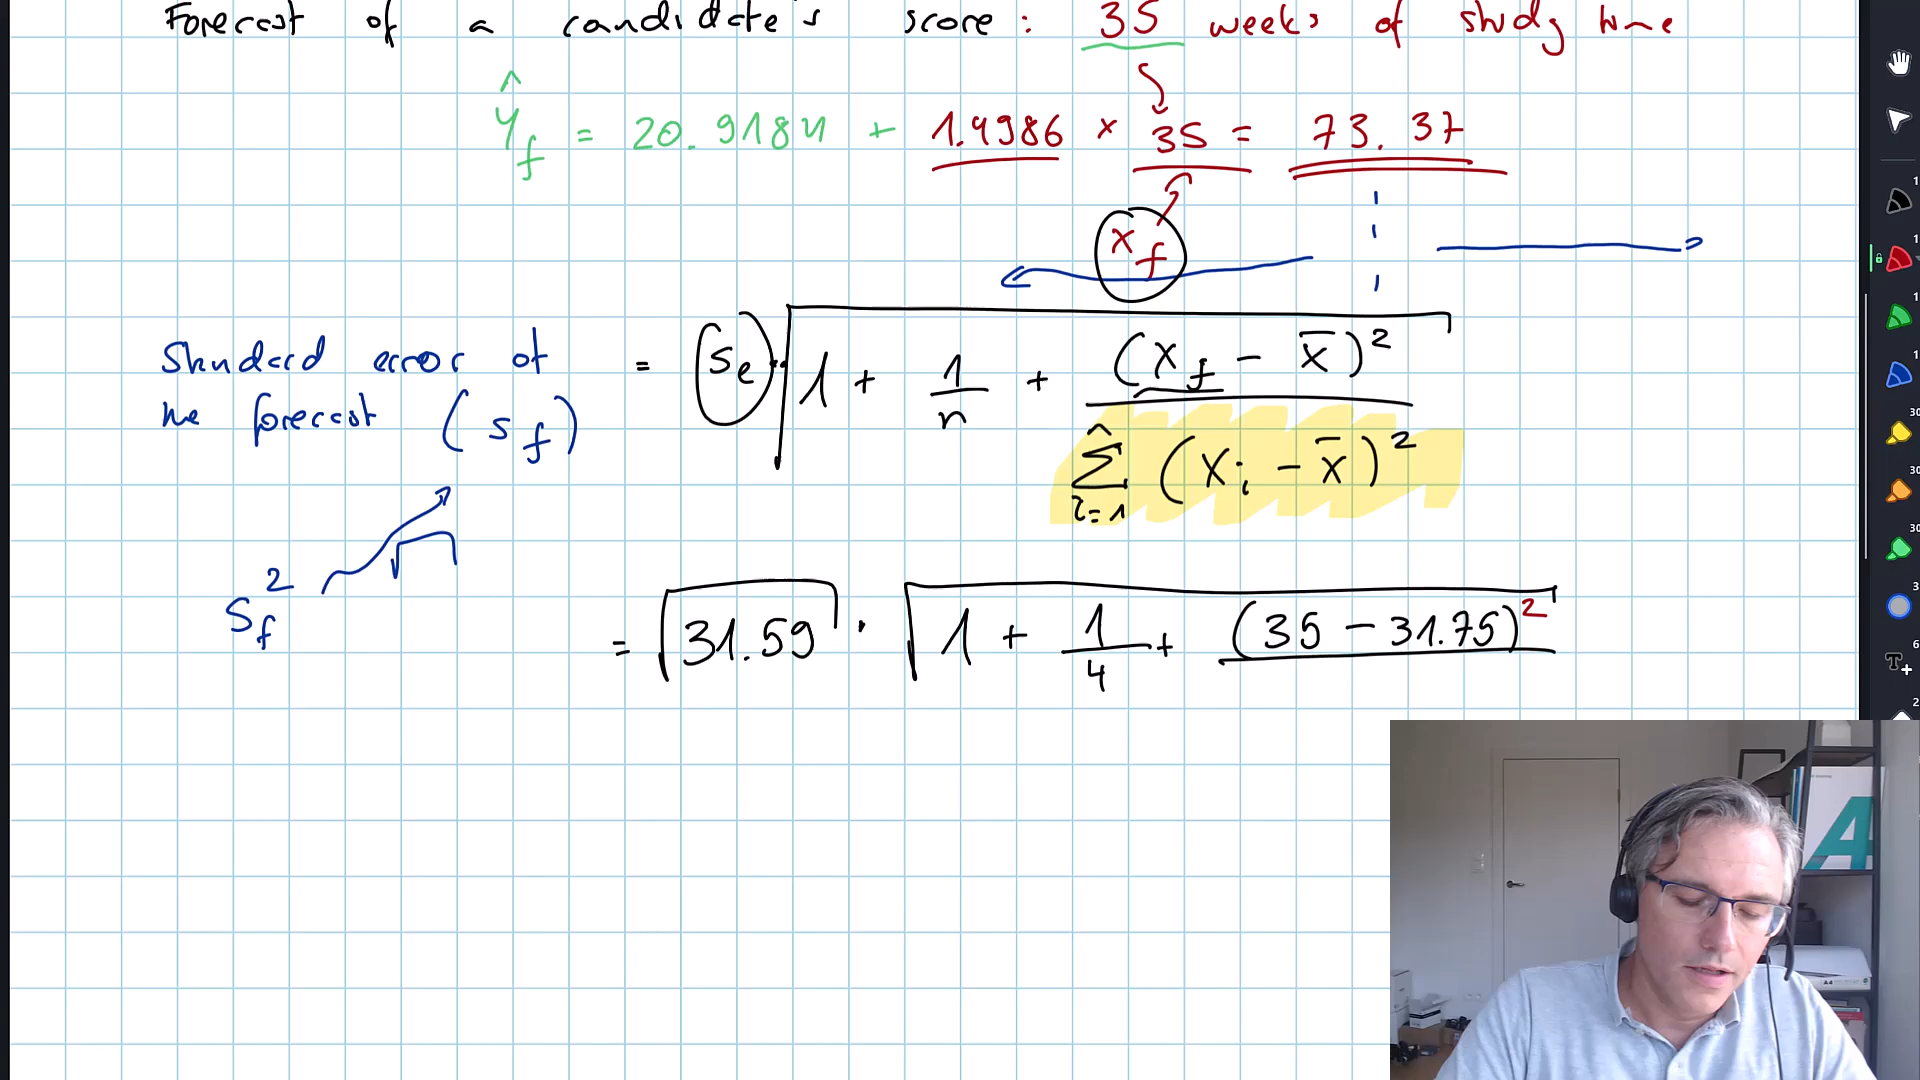 Forecast of a candidate's score : 35 weeks of study time
ŷf = 20.9184 + 1.4986 × 35 = 73.37
xf
Standard error of the forecast (sf) = se · √(1 + 1/n + (xf − x̄)² / Σ i=1 n (xi − x̄)²)
sf² √
= √31.59 · √(1 + 1/4 + (35 − 31.75)²